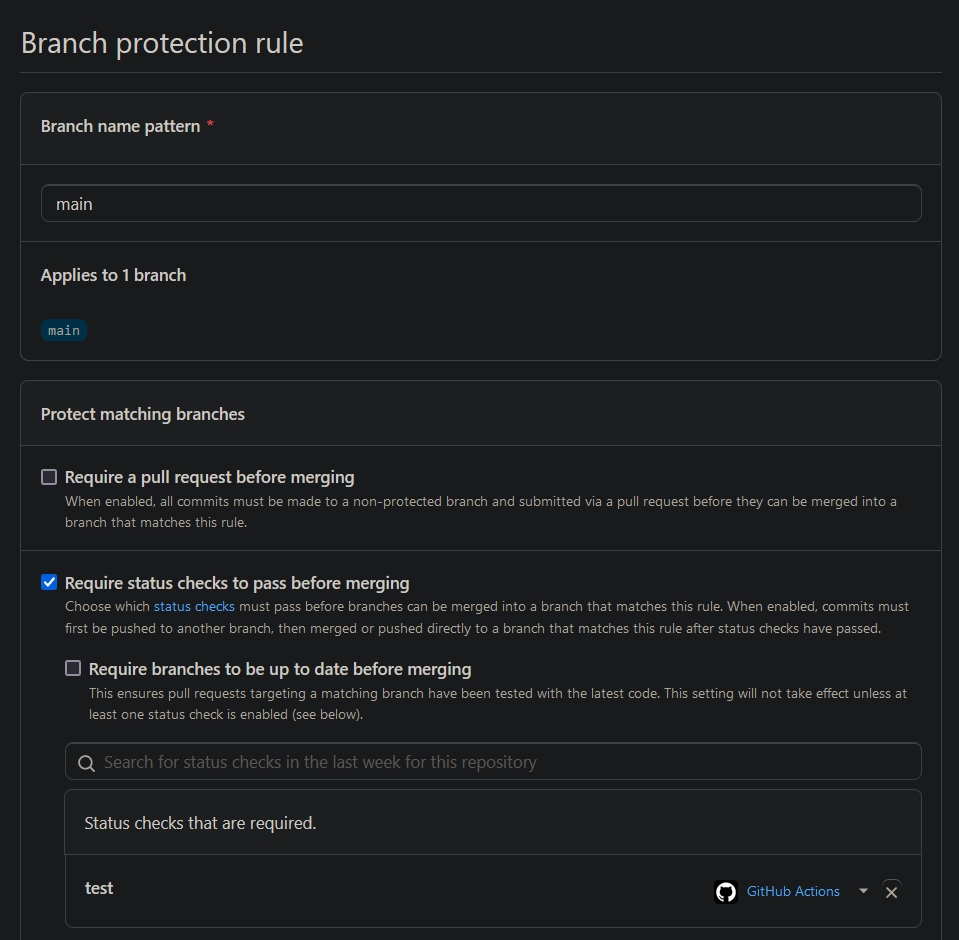 Branch protection rule
Branch name pattern *
main
Applies to 1 branch
main
Protect matching branches
Require a pull request before merging
When enabled, all commits must be made to a non-protected branch and submitted via a pull request before they can be merged into a
branch that matches this rule.
Require status checks to pass before merging
Choose which status checks must pass before branches can be merged into a branch that matches this rule. When enabled, commits must
first be pushed to another branch, then merged or pushed directly to a branch that matches this rule after status checks have passed.
Require branches to be up to date before merging
This ensures pull requests targeting a matching branch have been tested with the latest code. This setting will not take effect unless at
least one status check is enabled (see below).
Search for status checks in the last week for this repository
Status checks that are required.
test GitHub Actions